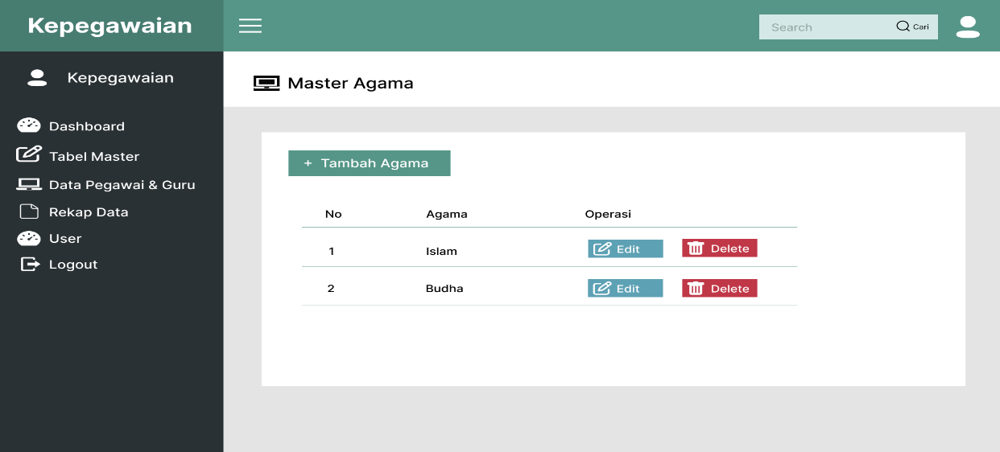 Kepegawaian
Search
Cari
Kepegawaian
Dashboard
Tabel Master
Data Pegawai & Guru
Rekap Data
User
Logout
Master Agama
+ Tambah Agama
No Agama Operasi
1 Islam Edit Delete
2 Budha Edit Delete